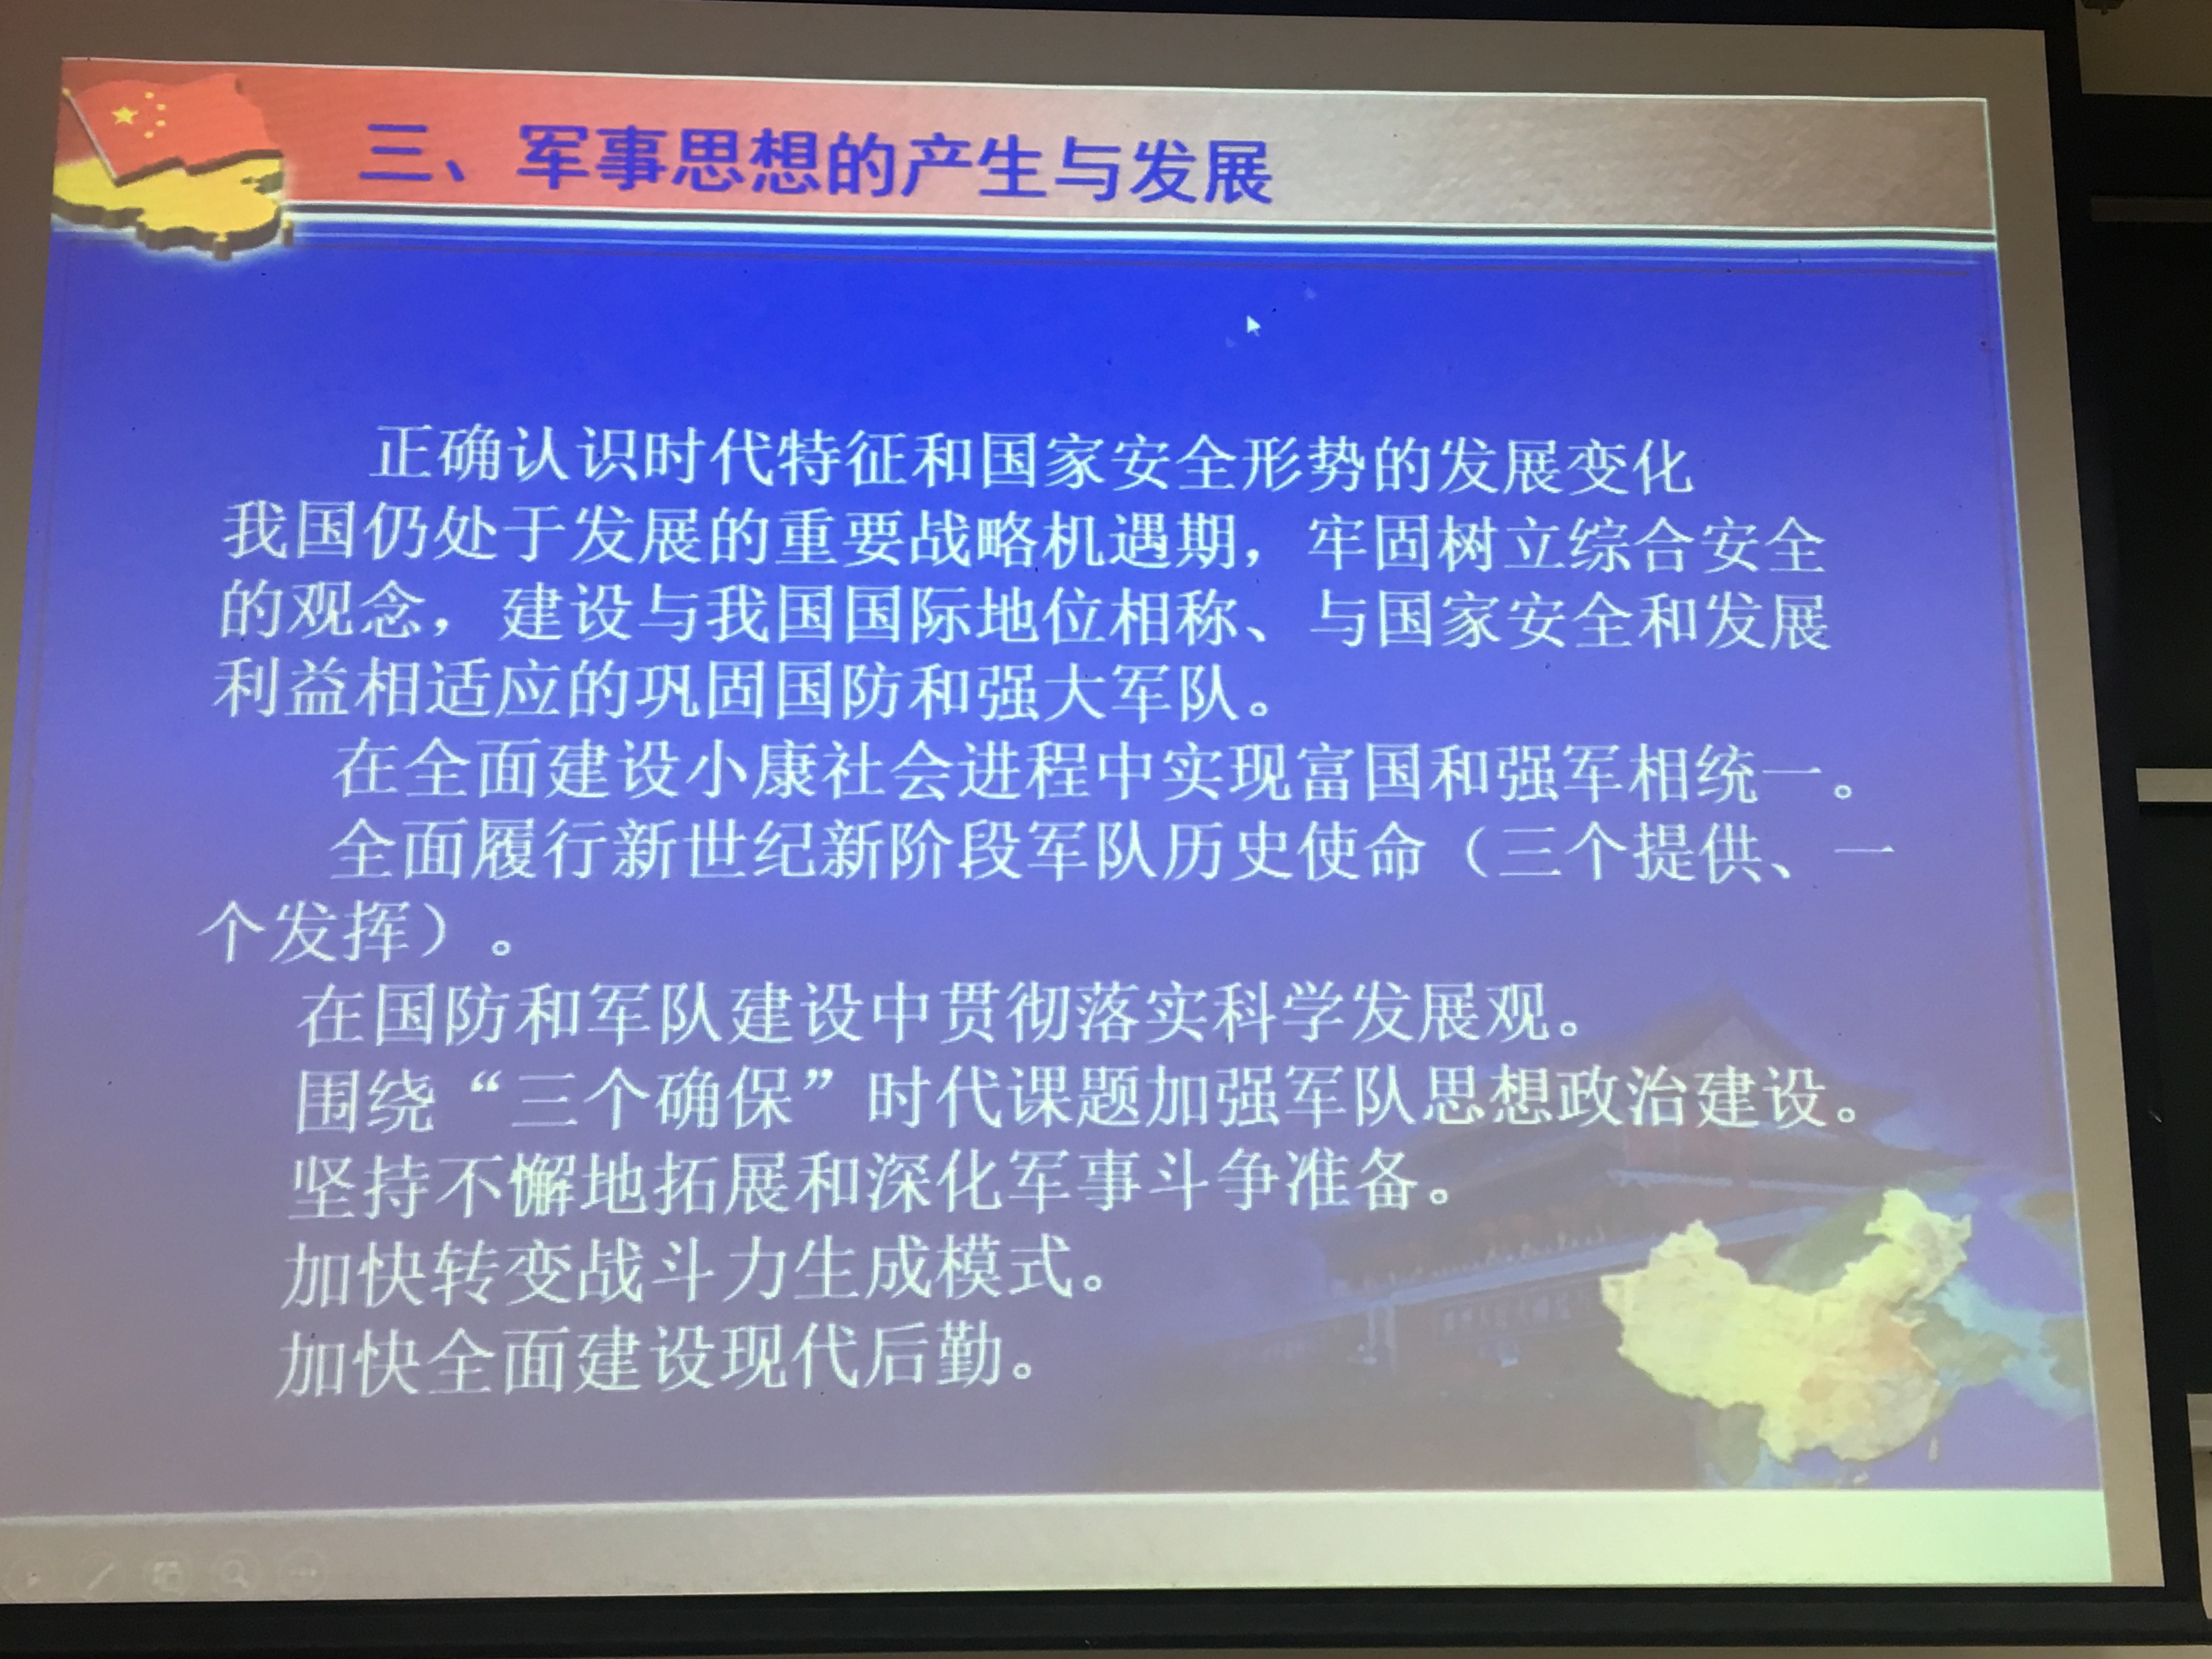 三、军事思想的产生与发展
正确认识时代特征和国家安全形势的发展变化
我国仍处于发展的重要战略机遇期，牢固树立综合安全
的观念，建设与我国国际地位相称、与国家安全和发展
利益相适应的巩固国防和强大军队。
在全面建设小康社会进程中实现富国和强军相统一。
全面履行新世纪新阶段军队历史使命（三个提供、一
个发挥）。
在国防和军队建设中贯彻落实科学发展观。
围绕“三个确保”时代课题加强军队思想政治建设。
坚持不懈地拓展和深化军事斗争准备。
加快转变战斗力生成模式。
加快全面建设现代后勤。